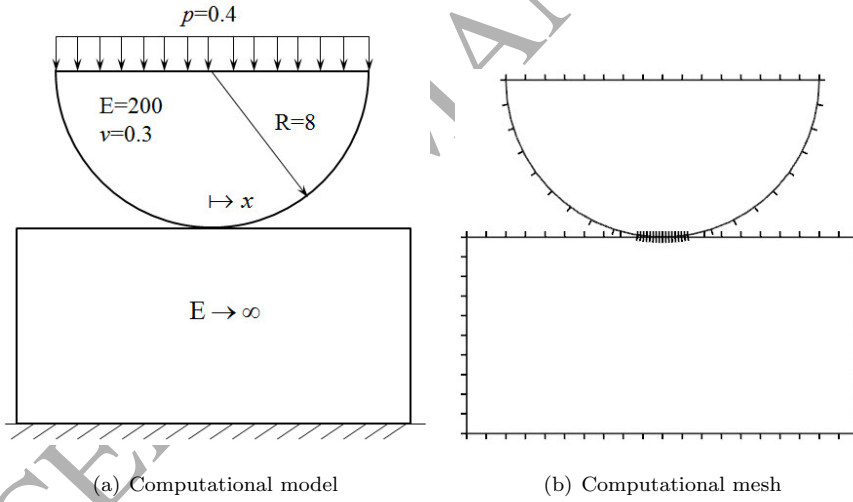 p=0.4
E=200
ν=0.3
R=8
↦ x
E → ∞
(a) Computational model
(b) Computational mesh